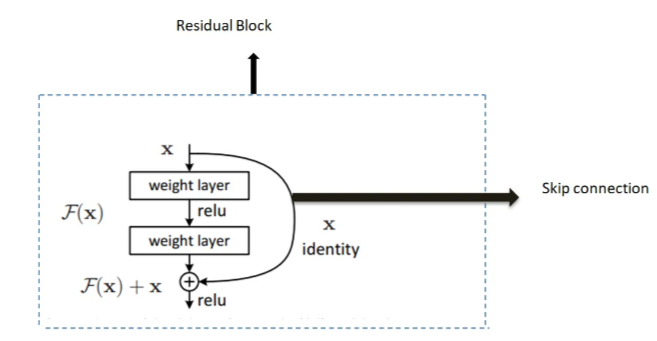 Residual Block
x
weight layer
Skip connection
relu
F(x)
x
weight layer
identity
F(x) + x
relu